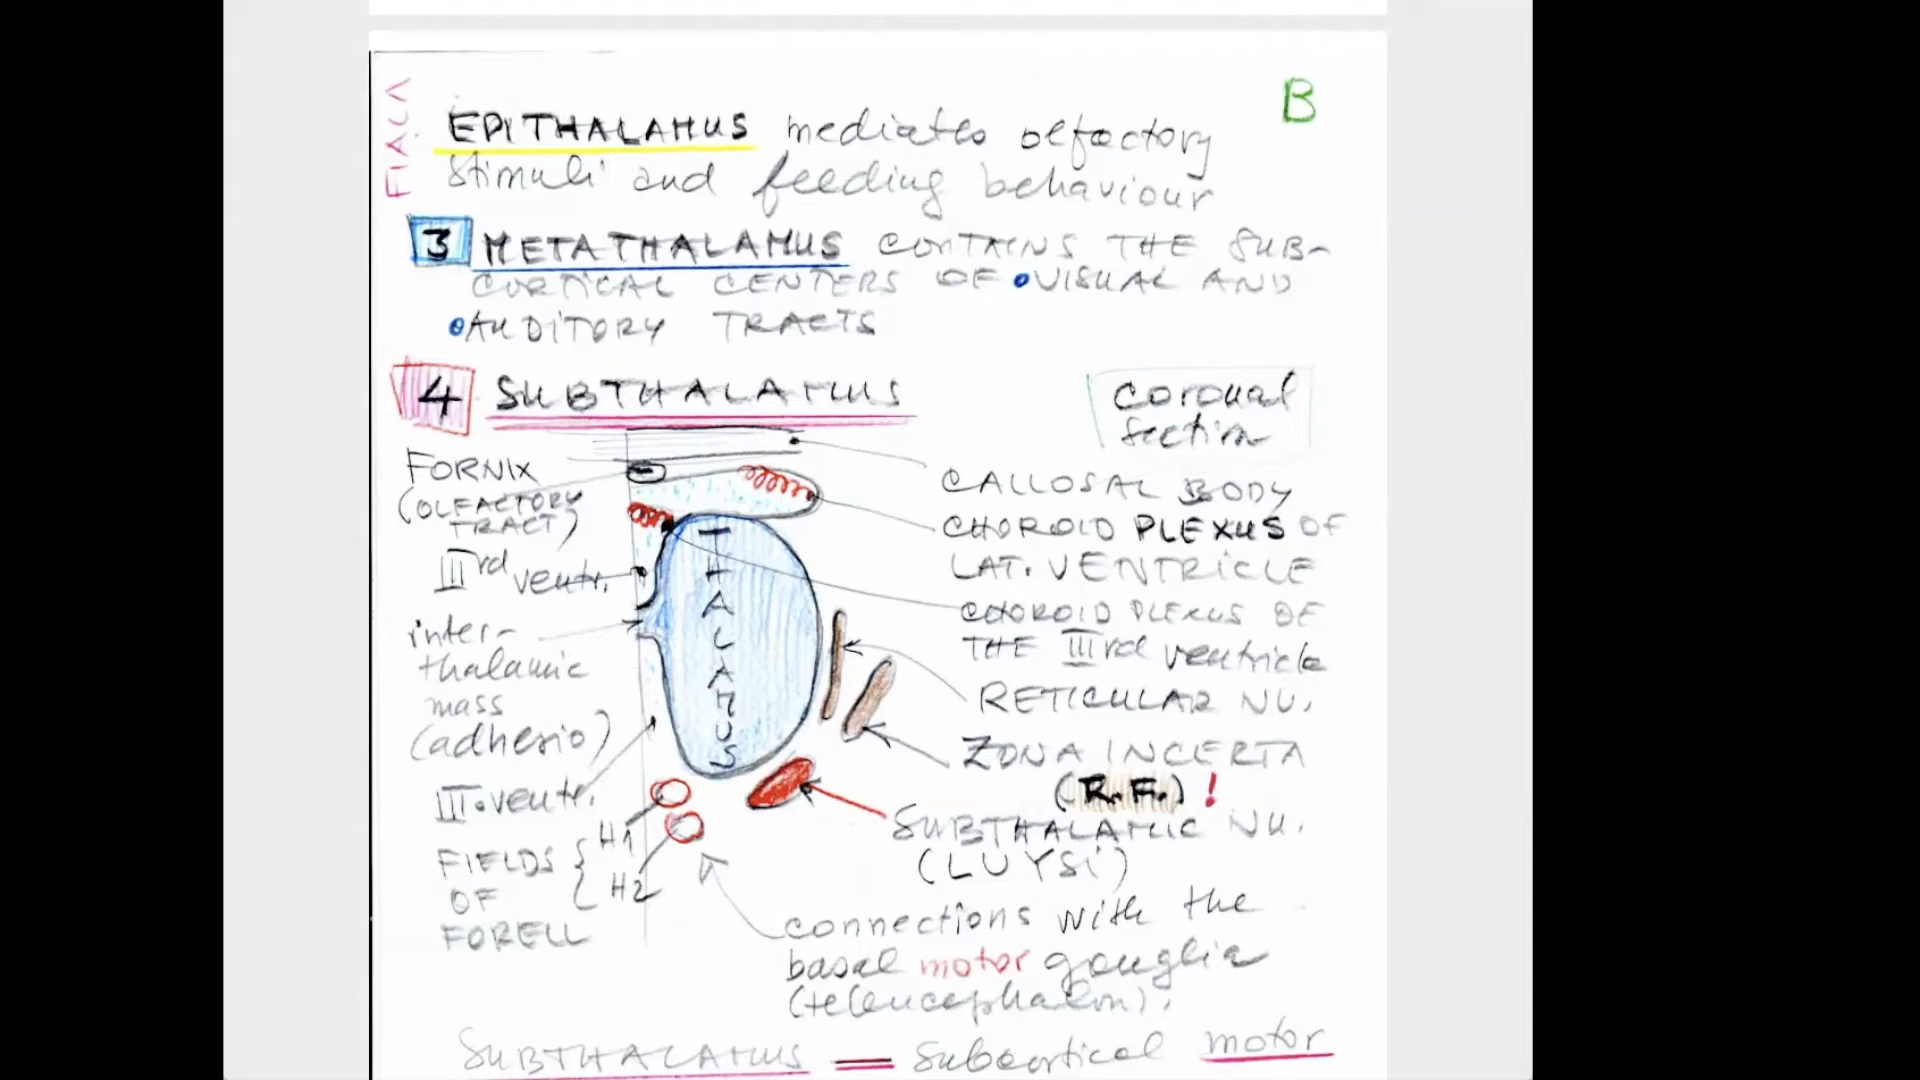 FIALA
B
EPITHALAMUS mediates olfactory
stimuli and feeding behaviour
3 METATHALAMUS CONTAINS THE SUB-
CORTICAL CENTERS OF •VISUAL AND
•AUDITORY TRACTS
4 SUBTHALAMUS
coronal
section
FORNIX
(OLFACTORY
TRACT)
IIIrd ventr.
inter-
thalamic
mass
(adhesio)
III.ventr.
FIELDS
OF
FORELL
H1
H2
THALAMUS
CALLOSAL BODY
CHOROID PLEXUS OF
LAT. VENTRICLE
CHOROID PLEXUS OF
THE IIIrd ventricle
RETICULAR NU.
ZONA INCERTA
(R.F.) !
SUBTHALAMIC NU.
(LUYSI)
connections with the
basal motor ganglia
(telencephalon).
SUBTHALAMUS = Subcortical motor